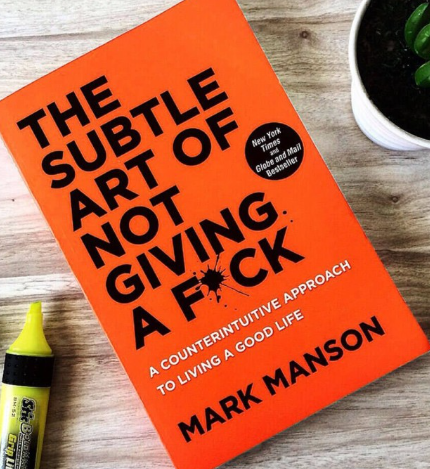 THE
SUBTLE
ART OF
NOT
GIVING
A F*CK
New York
Times
and
Globe and Mail
Bestseller
A COUNTERINTUITIVE APPROACH
TO LIVING A GOOD LIFE
MARK MANSON